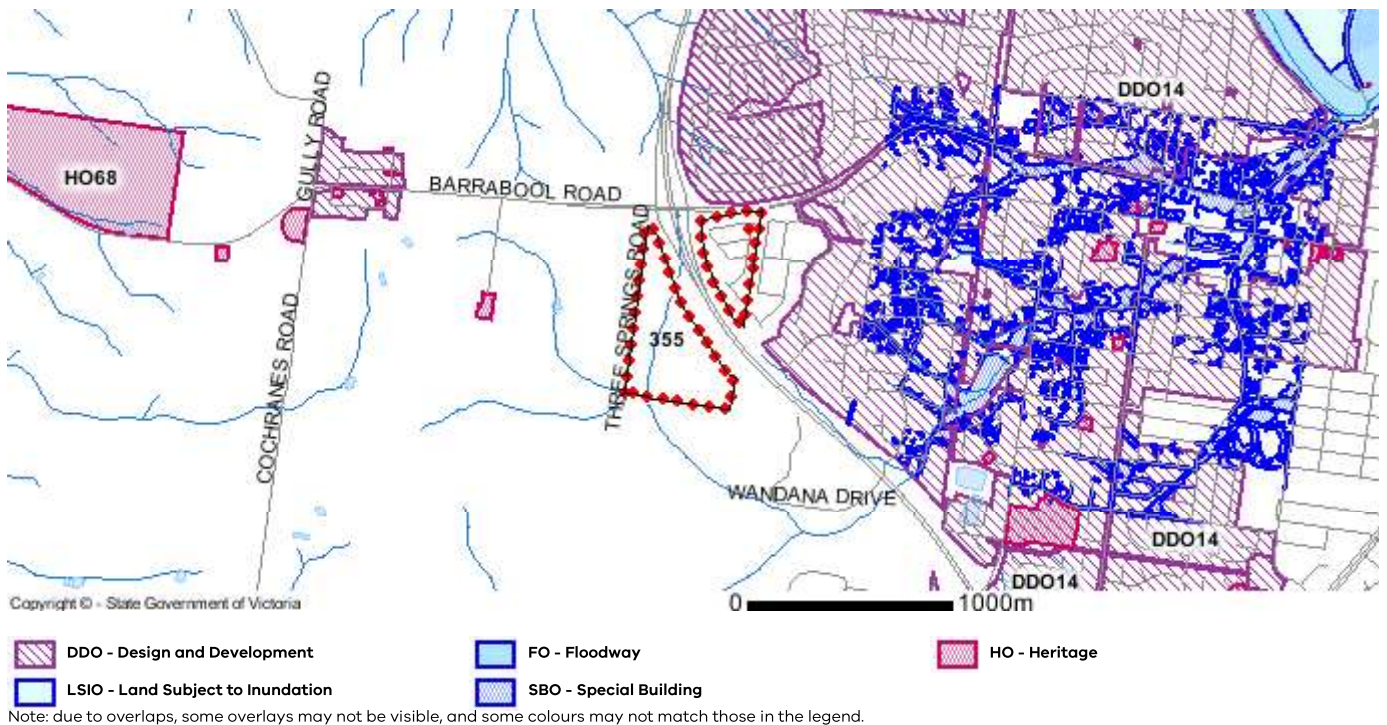 DDO14
GULLY ROAD
HO68
BARRABOOL ROAD
THREE SPRINGS ROAD
COCHRANES ROAD
355
WANDANA DRIVE
DDO14
DDO14
Copyright © - State Government of Victoria
0 1000m
DDO - Design and Development
FO - Floodway
HO - Heritage
LSIO - Land Subject to Inundation
SBO - Special Building
Note: due to overlaps, some overlays may not be visible, and some colours may not match those in the legend.